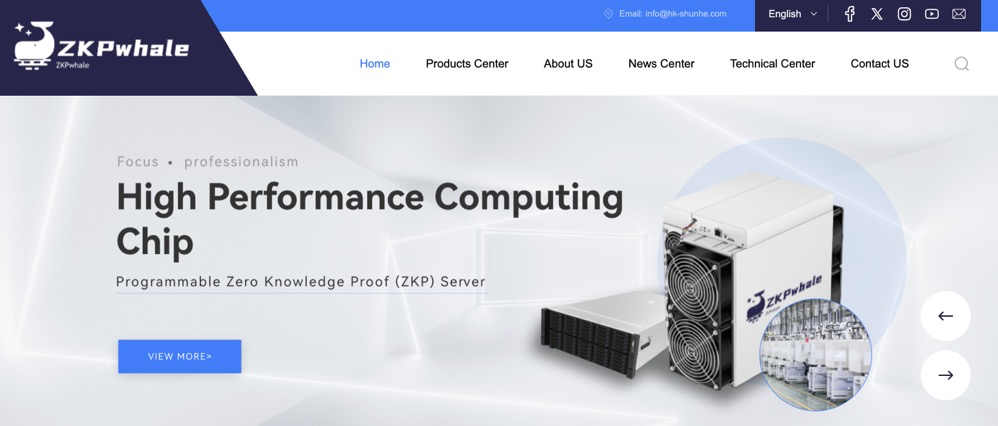 ZKPwhale
ZKPwhale
Email: info@hk-shunhe.com
English
Home
Products Center
About US
News Center
Technical Center
Contact US
Focus • professionalism
High Performance Computing
Chip
Programmable Zero Knowledge Proof (ZKP) Server
VIEW MORE>
ZKPwhale